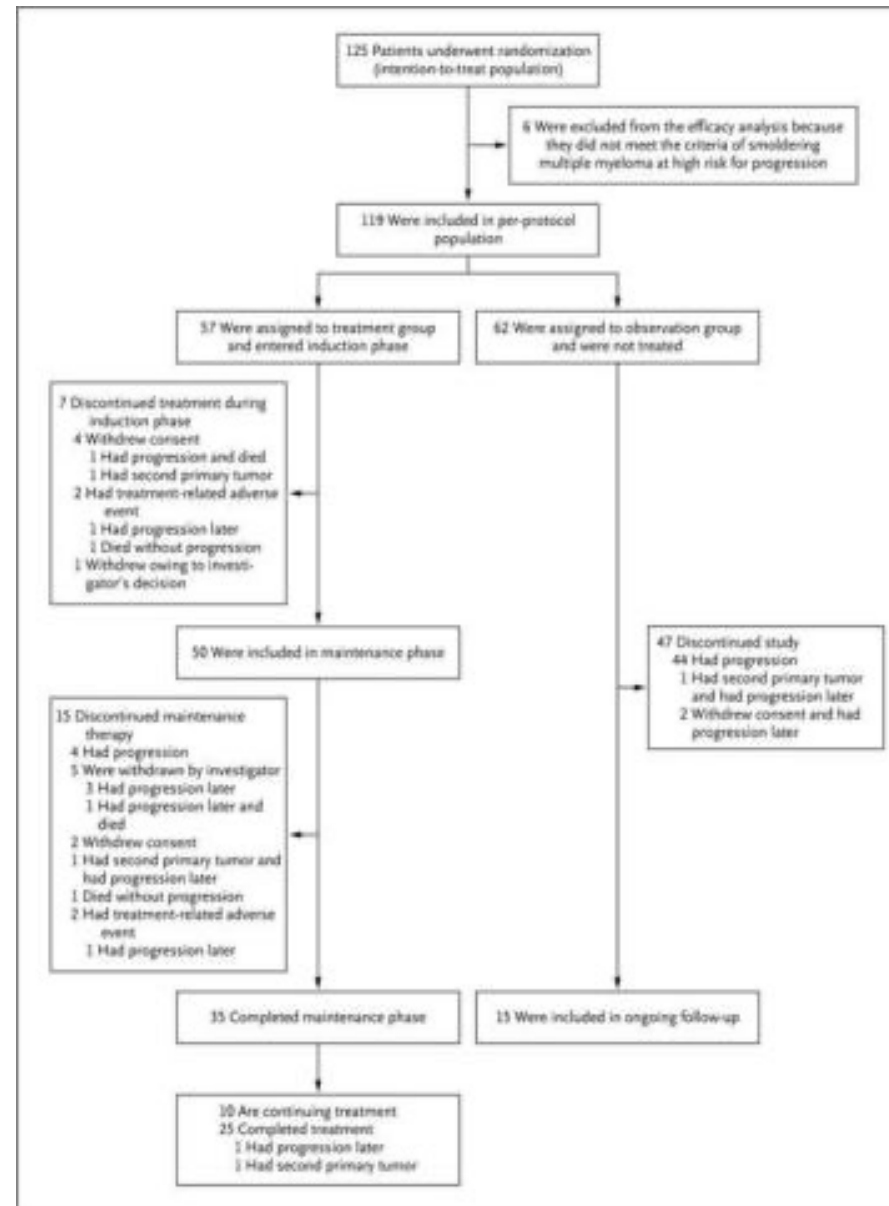 125 Patients underwent randomization
(intention-to-treat population)
6 Were excluded from the efficacy analysis because
they did not meet the criteria of smoldering
multiple myeloma at high risk for progression
119 Were included in per-protocol
population
57 Were assigned to treatment group
and entered induction phase
62 Were assigned to observation group
and were not treated
7 Discontinued treatment during
induction phase
4 Withdrew consent
1 Had progression and died
1 Had second primary tumor
2 Had treatment-related adverse
event
1 Had progression later
1 Died without progression
1 Withdrew owing to investi-
gator's decision
50 Were included in maintenance phase
47 Discontinued study
44 Had progression
1 Had second primary tumor
and had progression later
2 Withdrew consent and had
progression later
15 Discontinued maintenance
therapy
4 Had progression
5 Were withdrawn by investigator
3 Had progression later
1 Had progression later and
died
2 Withdrew consent
1 Had second primary tumor and
had progression later
1 Died without progression
2 Had treatment-related adverse
event
1 Had progression later
35 Completed maintenance phase
15 Were included in ongoing follow-up
10 Are continuing treatment
25 Completed treatment
1 Had progression later
1 Had second primary tumor